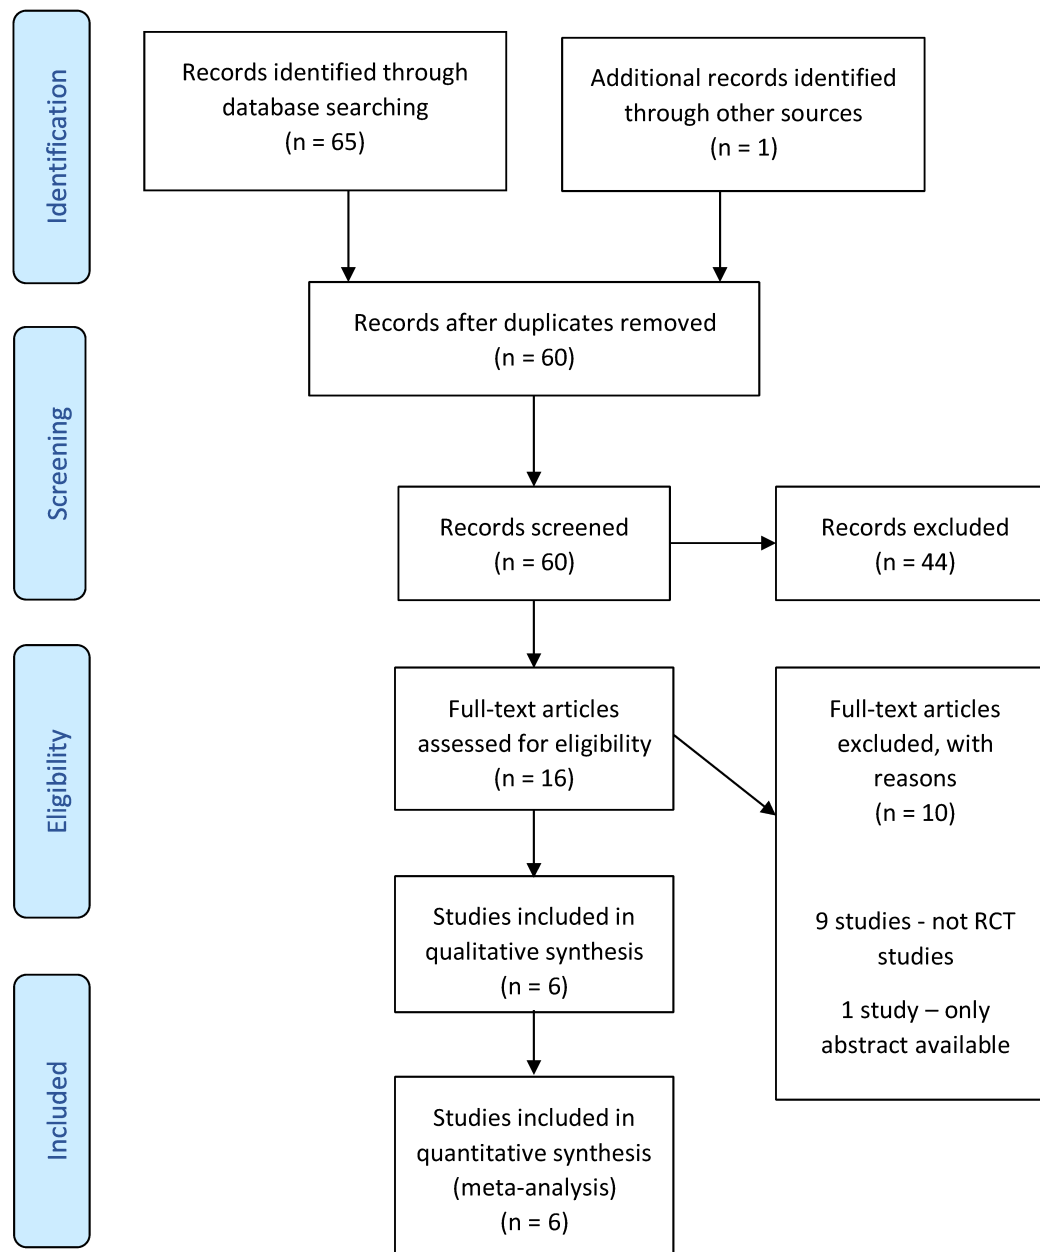 Identification
Records identified through
database searching
(n = 65)
Additional records identified
through other sources
(n = 1)
Records after duplicates removed
(n = 60)
Screening
Records screened
(n = 60)
Records excluded
(n = 44)
Eligibility
Full-text articles
assessed for eligibility
(n = 16)
Full-text articles
excluded, with
reasons
(n = 10)
9 studies - not RCT
studies
1 study – only
abstract available
Studies included in
qualitative synthesis
(n = 6)
Included
Studies included in
quantitative synthesis
(meta-analysis)
(n = 6)